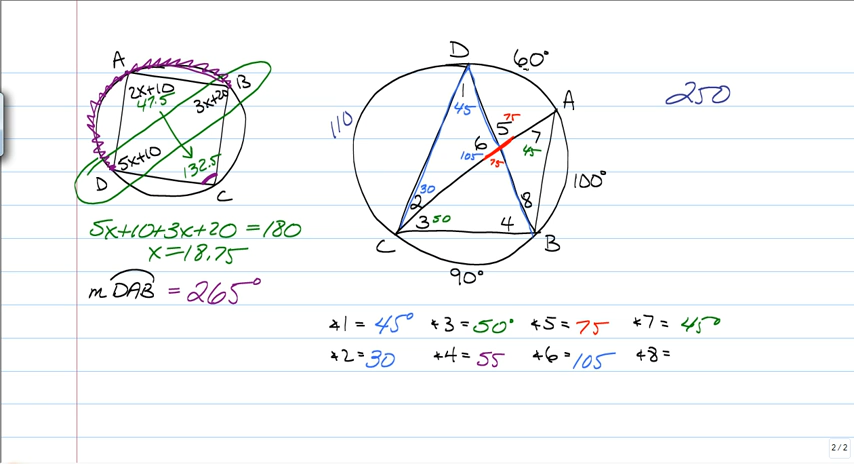 A
B
2x+10
47.5
3x+20
5x+10
132.5
D
C
5x+10+3x+20 = 180
x = 18.75
mDAB = 265°
D
60°
A
250
110
1
45
5
75
7
45
6
105
75
100°
30
2
8
3
50
4
C
B
90°
∢1 = 45° ∢3 = 50° ∢5 = 75 ∢7 = 45°
∢2 = 30 ∢4 = 55 ∢6 = 105 ∢8 =
2/2